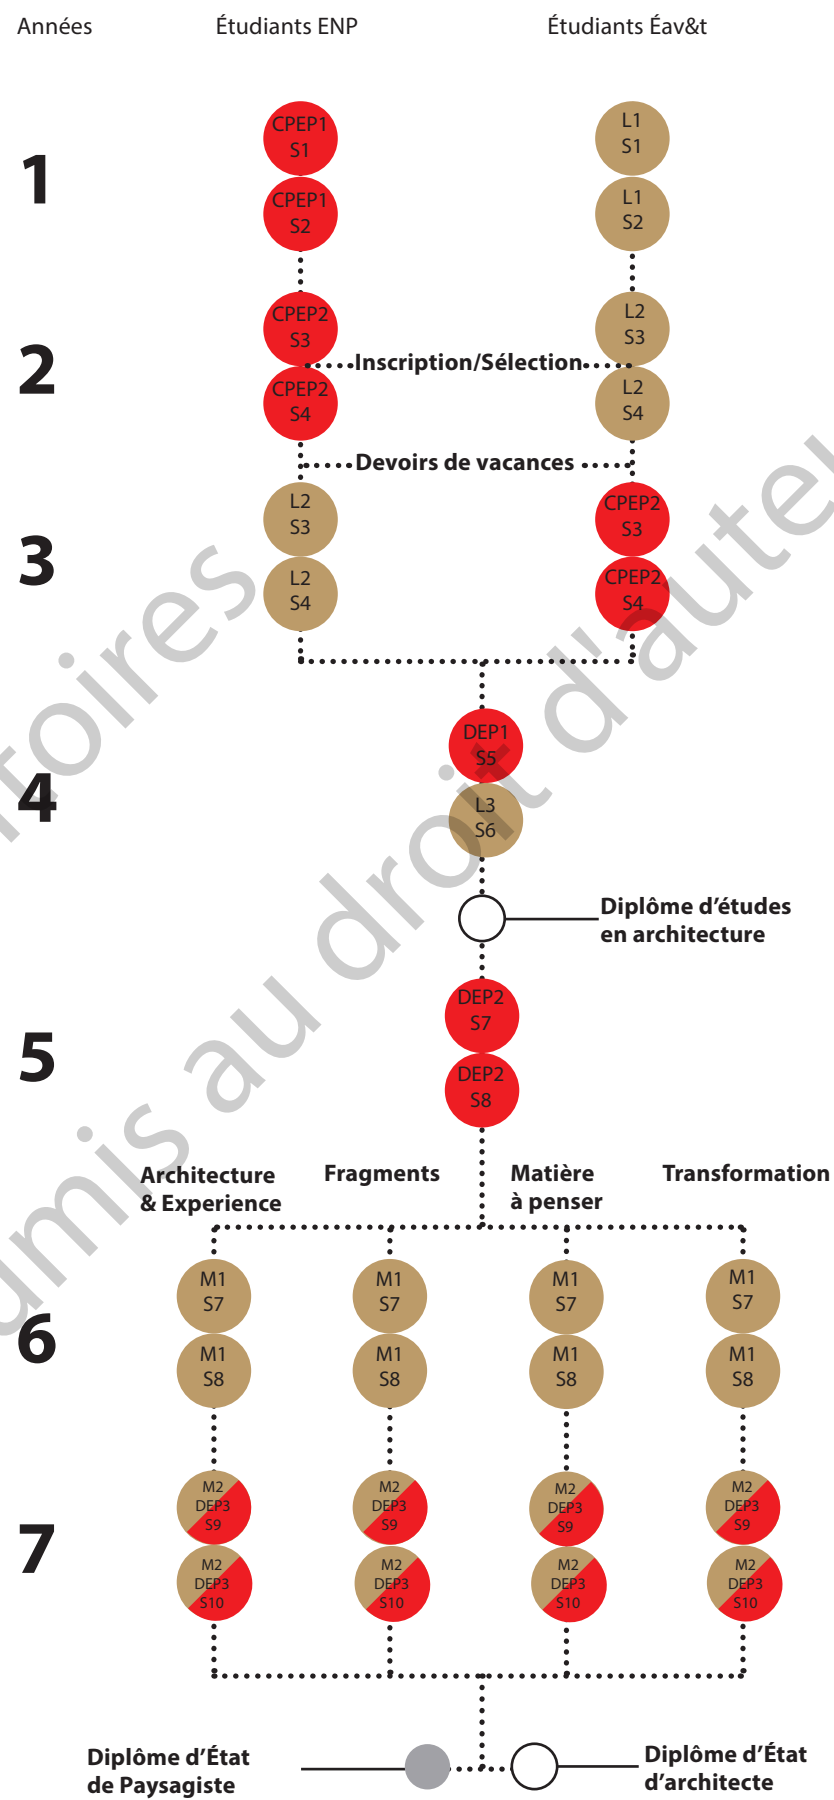 Années Étudiants ENP Étudiants Éav&t
1
CPEP1
S1
CPEP1
S2
L1
S1
L1
S2
2
CPEP2
S3
CPEP2
S4
L2
S3
L2
S4
Inscription/Sélection
Devoirs de vacances
3
L2
S3
L2
S4
CPEP2
S3
CPEP2
S4
4
DEP1
S5
L3
S6
Diplôme d'études
en architecture
5
DEP2
S7
DEP2
S8
Architecture
& Experience
Fragments
Matière
à penser
Transformation
6
M1
S7
M1
S8
M1
S7
M1
S8
M1
S7
M1
S8
M1
S7
M1
S8
7
M2
DEP3
S9
M2
DEP3
S10
M2
DEP3
S9
M2
DEP3
S10
M2
DEP3
S9
M2
DEP3
S10
M2
DEP3
S9
M2
DEP3
S10
Diplôme d'État
de Paysagiste
Diplôme d'État
d'architecte
toires
umis au droit d'auteu